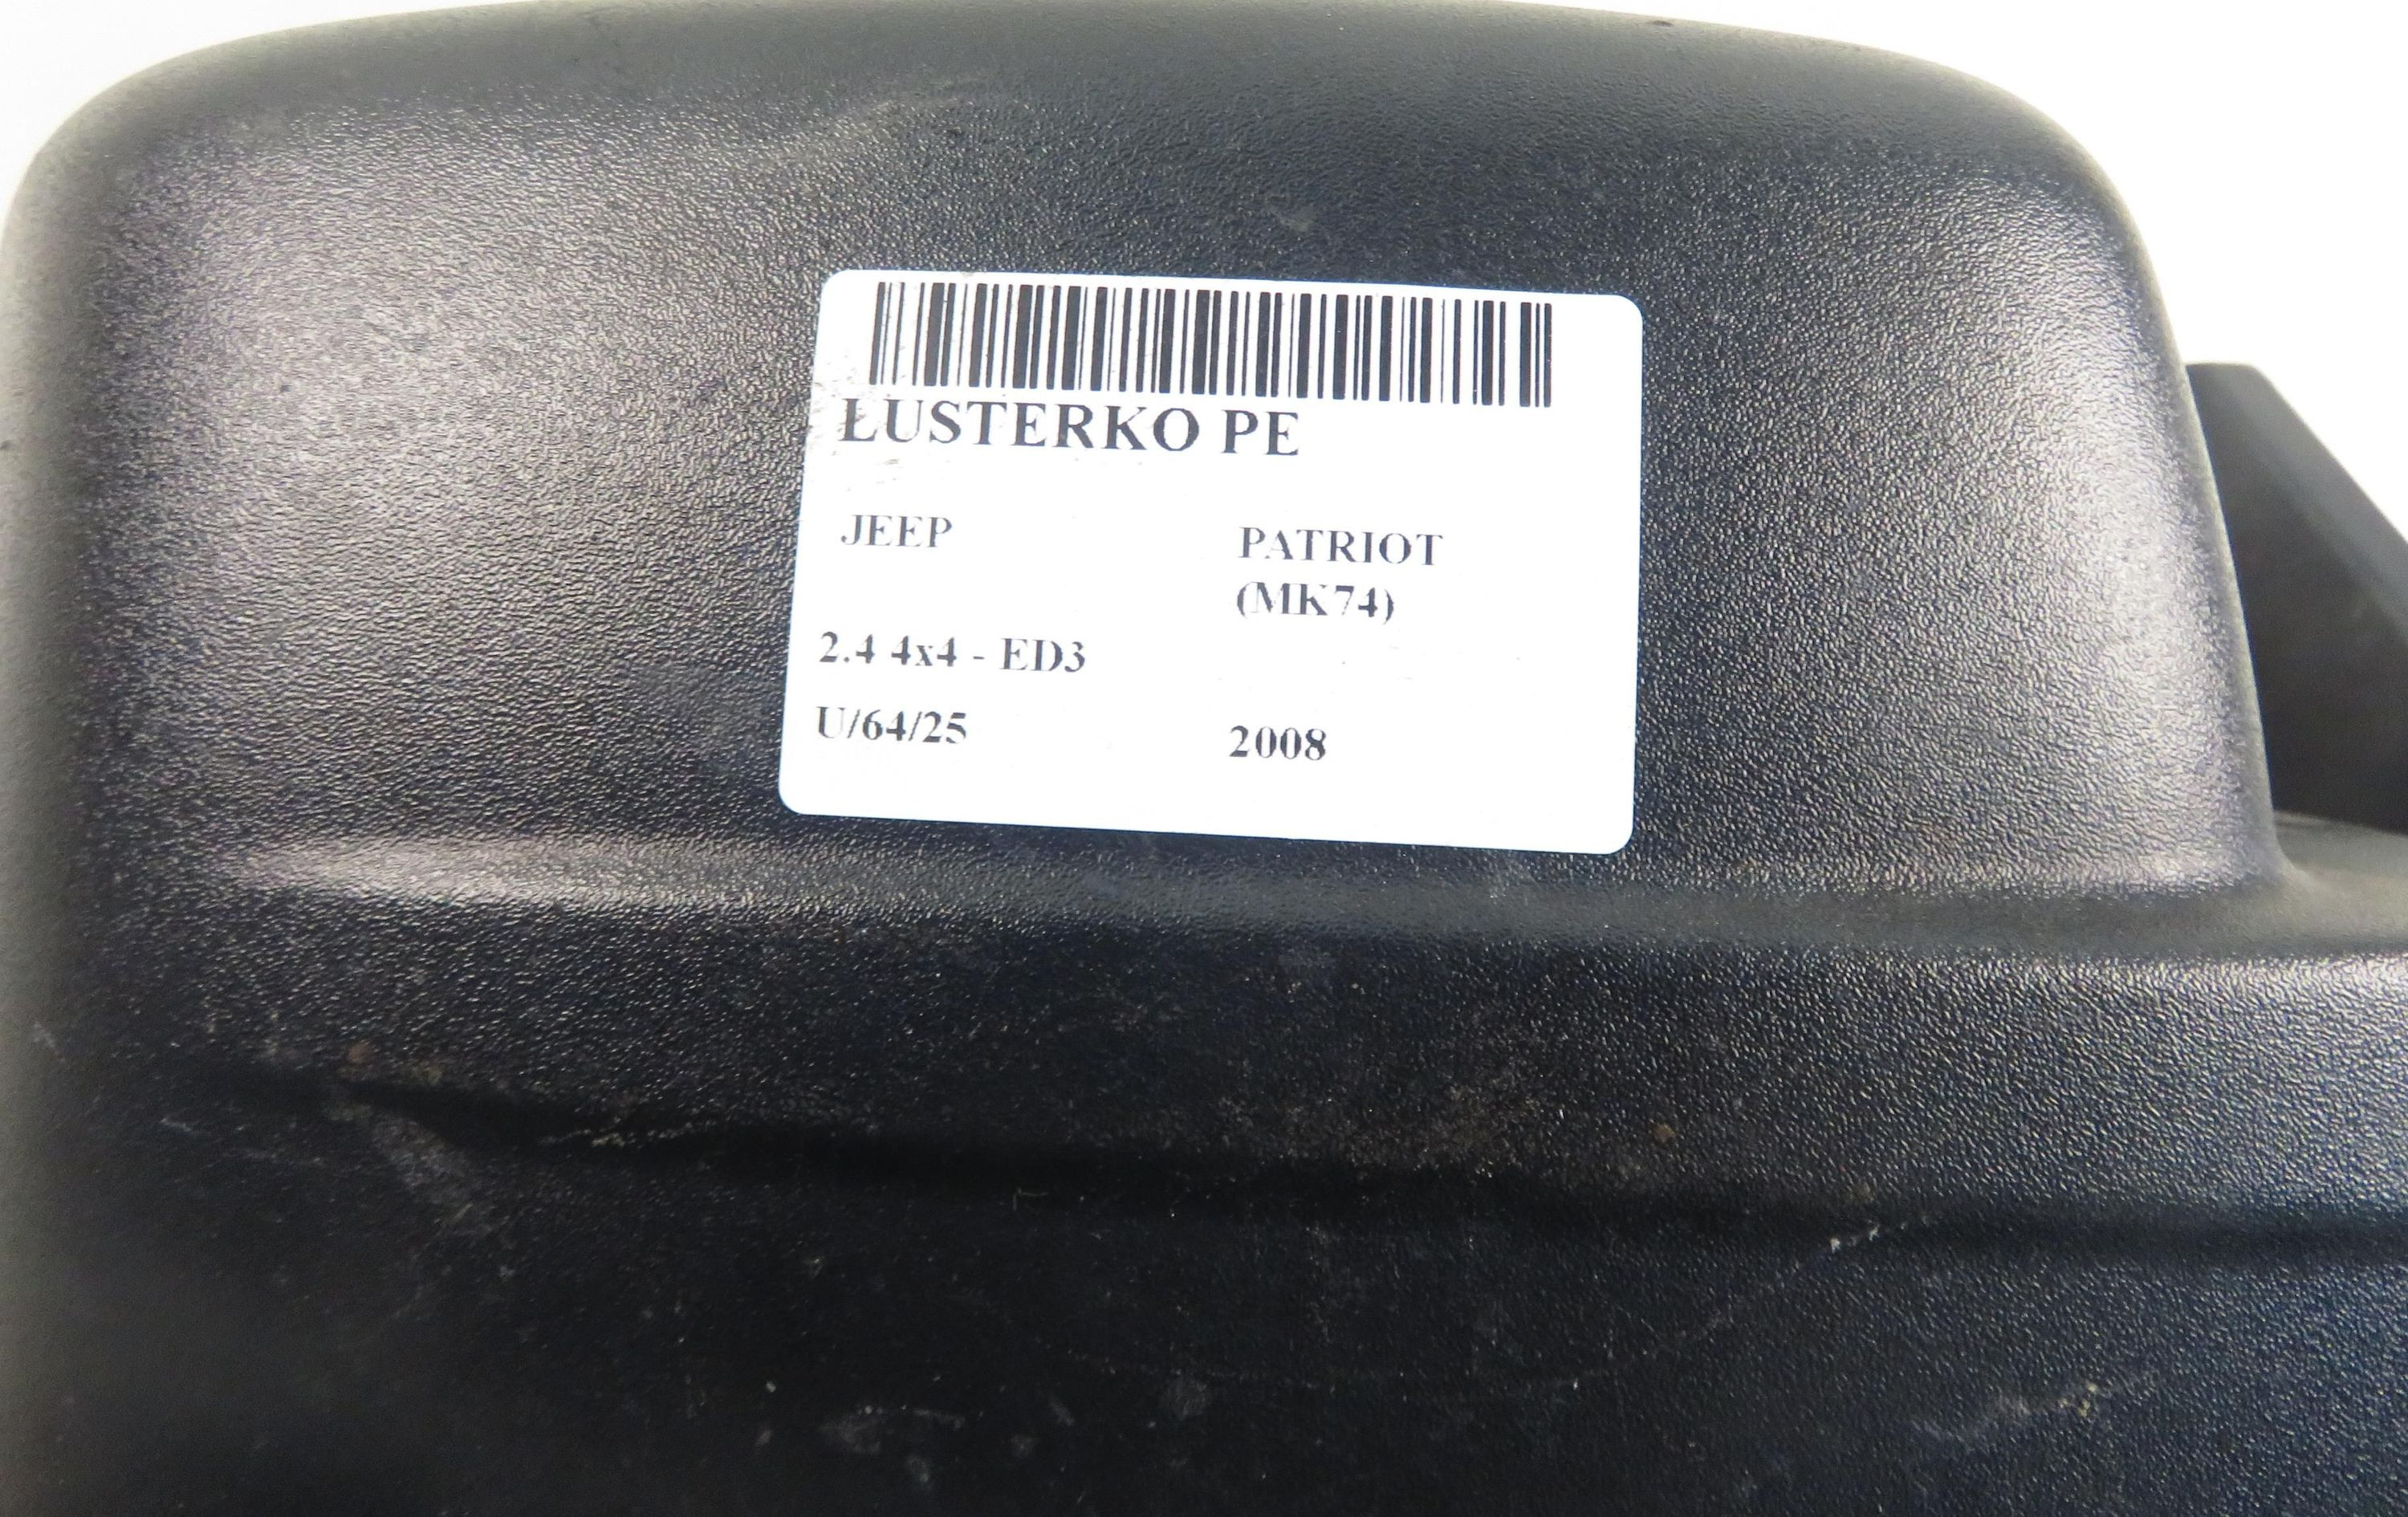 ŁUSTERKO PE
JEEP PATRIOT
(MK74)
2.4 4x4 - ED3
U/64/25 2008